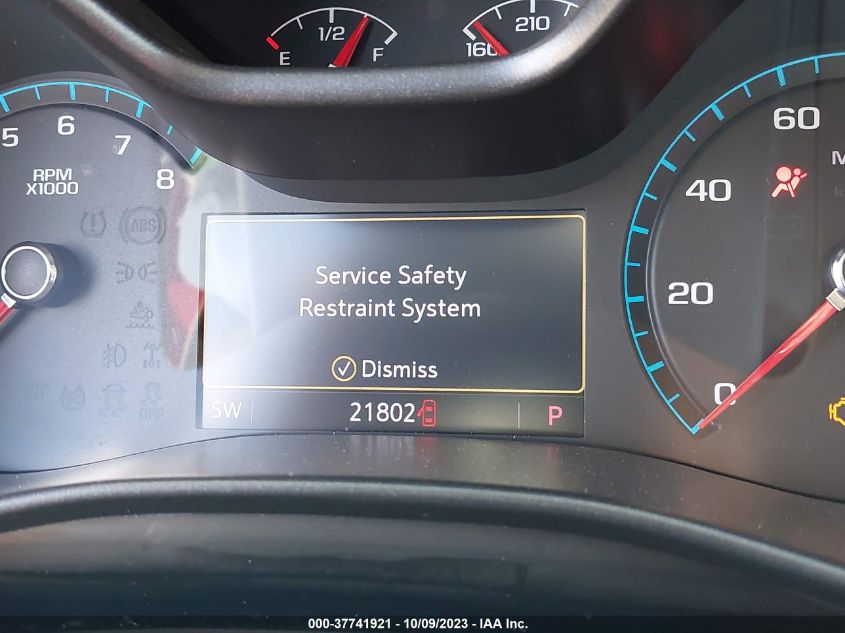 E 1/2 F
160 210
5 6 7 8
RPM
X1000
ABS
OFF
Service Safety
Restraint System
Dismiss
SW 21802 P
0 20 40 60
M
000-37741921 - 10/09/2023 - IAA Inc.